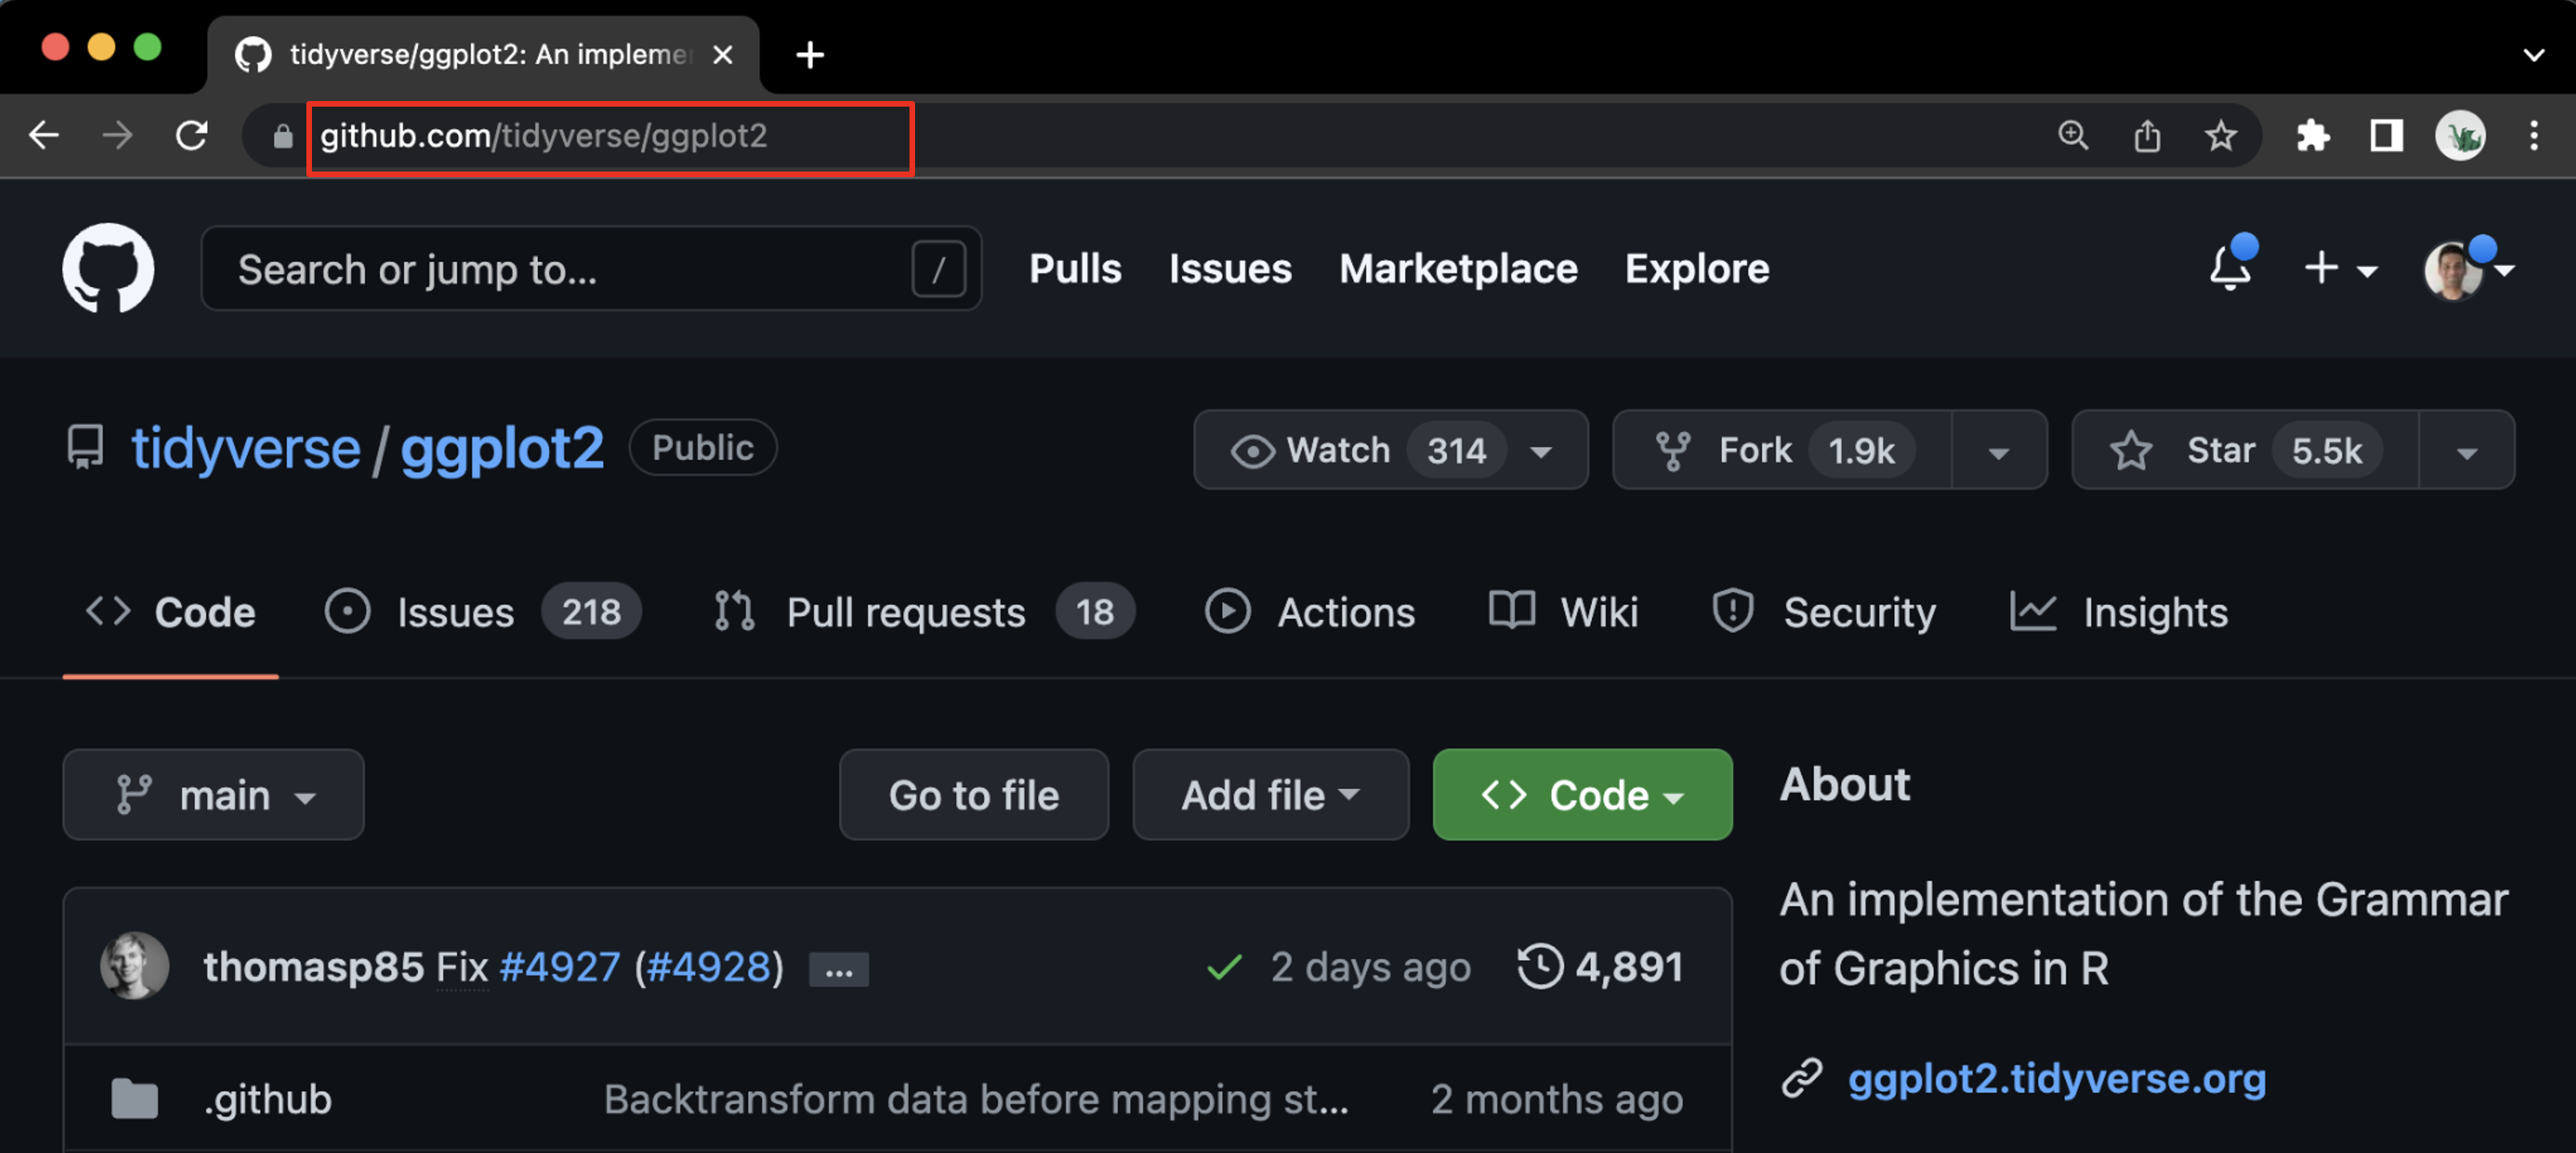 tidyverse/ggplot2: An implemen
github.com/tidyverse/ggplot2
Search or jump to... /
Pulls Issues Marketplace Explore
tidyverse / ggplot2 Public
Watch 314 Fork 1.9k Star 5.5k
Code Issues 218 Pull requests 18 Actions Wiki Security Insights
main Go to file Add file Code
About
An implementation of the Grammar
of Graphics in R
ggplot2.tidyverse.org
thomasp85 Fix #4927 (#4928) ... 2 days ago 4,891
.github Backtransform data before mapping st... 2 months ago